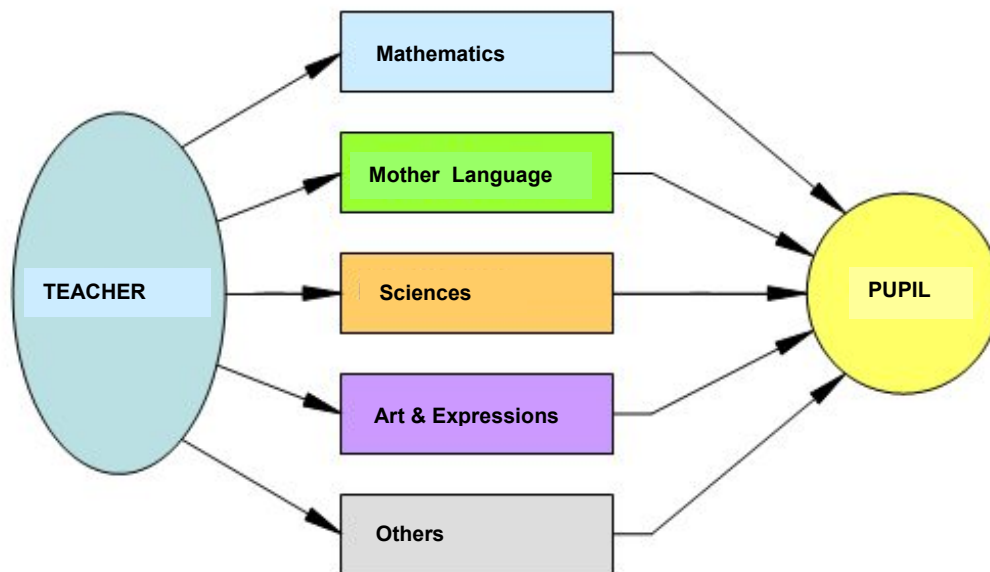 Mathematics
Mother Language
TEACHER
Sciences
PUPIL
Art & Expressions
Others